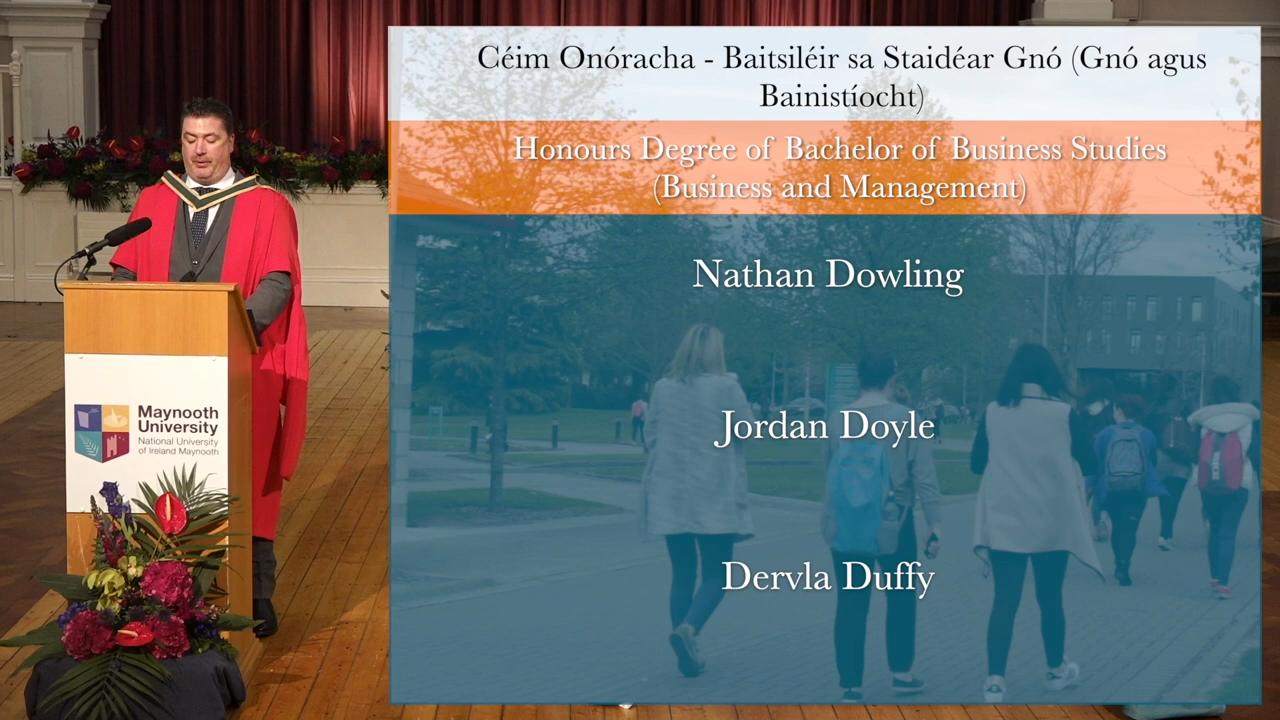 Céim Onóracha - Baitsiléir sa Staidéar Gnó (Gnó agus
Bainistíocht)
Honours Degree of Bachelor of Business Studies
(Business and Management)
Nathan Dowling
Jordan Doyle
Dervla Duffy
Maynooth
University
National University
of Ireland Maynooth